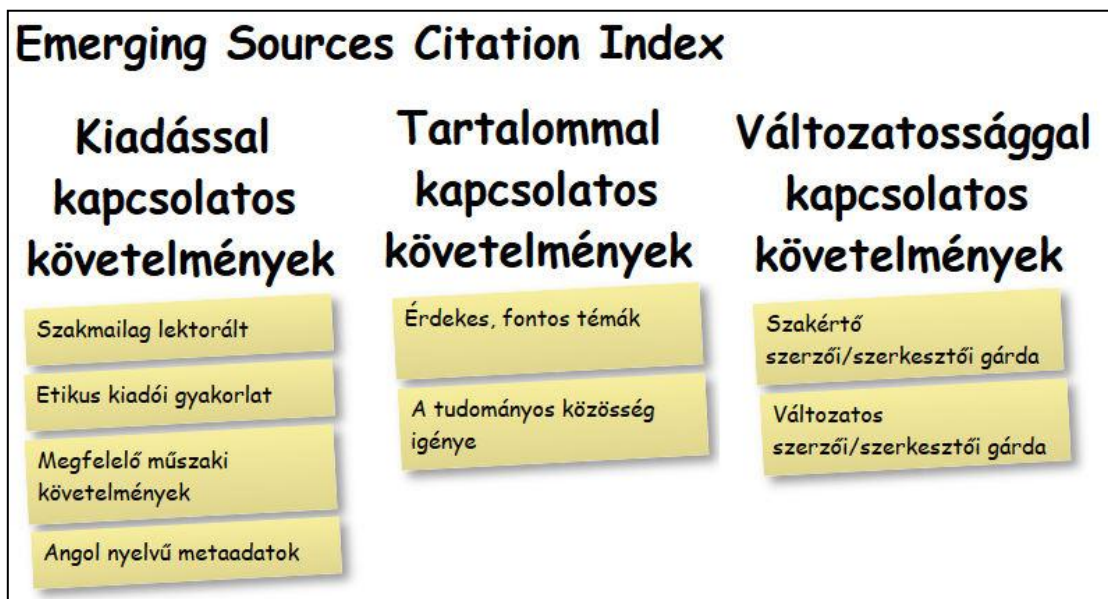 Emerging Sources Citation Index
Kiadással
kapcsolatos
követelmények
Szakmailag lektorált
Etikus kiadói gyakorlat
Megfelelő műszaki
követelmények
Angol nyelvű metaadatok
Tartalommal
kapcsolatos
követelmények
Érdekes, fontos témák
A tudományos közösség
igénye
Változatossággal
kapcsolatos
követelmények
Szakértő
szerzői/szerkesztői gárda
Változatos
szerzői/szerkesztői gárda